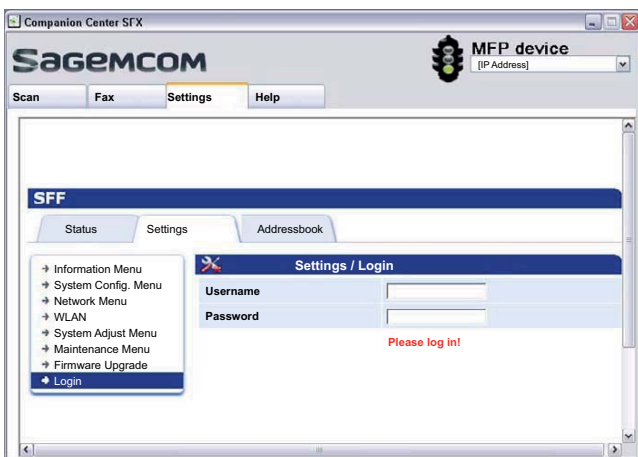 Companion Center SFX
Sagemcom
MFP device
[IP Address]
Scan Fax Settings Help
SFF
Status Settings Addressbook
Information Menu
System Config. Menu
Network Menu
WLAN
System Adjust Menu
Maintenance Menu
Firmware Upgrade
Login
Settings / Login
Username
Password
Please log in!